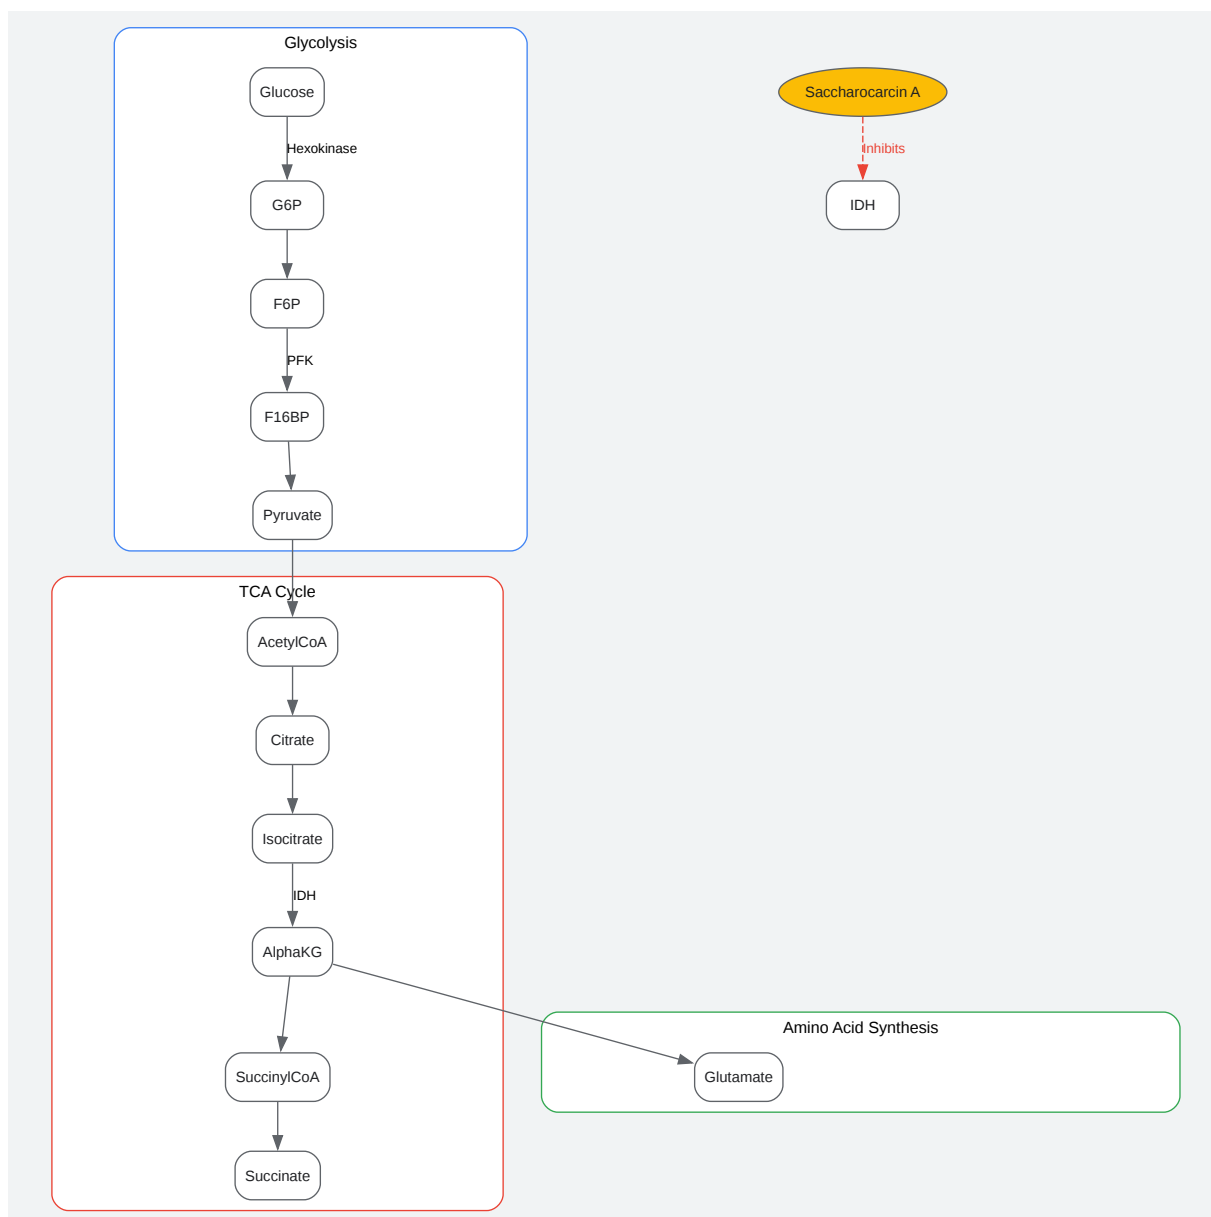 Glycolysis
Glucose
Hexokinase
G6P
F6P
PFK
F16BP
Pyruvate
Saccharocarcin A
Inhibits
IDH
TCA Cycle
AcetylCoA
Citrate
Isocitrate
IDH
AlphaKG
SuccinylCoA
Succinate
Amino Acid Synthesis
Glutamate